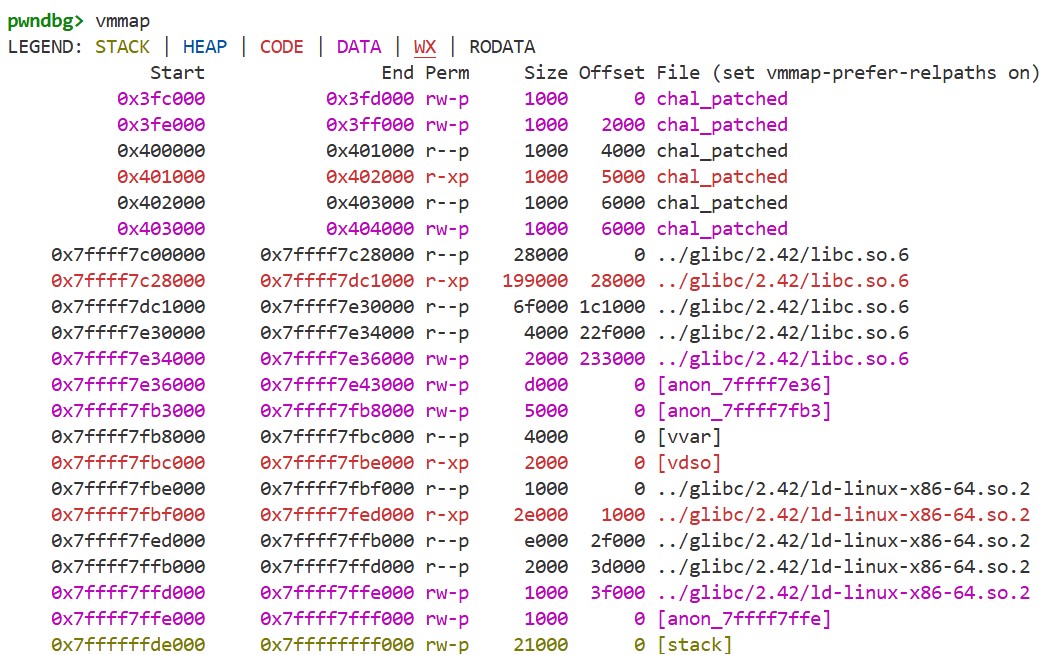 pwndbg> vmmap
LEGEND: STACK | HEAP | CODE | DATA | WX | RODATA
Start End Perm Size Offset File (set vmmap-prefer-relpaths on)
0x3fc000 0x3fd000 rw-p 1000 0 chal_patched
0x3fe000 0x3ff000 rw-p 1000 2000 chal_patched
0x400000 0x401000 r--p 1000 4000 chal_patched
0x401000 0x402000 r-xp 1000 5000 chal_patched
0x402000 0x403000 r--p 1000 6000 chal_patched
0x403000 0x404000 rw-p 1000 6000 chal_patched
0x7ffff7c00000 0x7ffff7c28000 r--p 28000 0 ../glibc/2.42/libc.so.6
0x7ffff7c28000 0x7ffff7dc1000 r-xp 199000 28000 ../glibc/2.42/libc.so.6
0x7ffff7dc1000 0x7ffff7e30000 r--p 6f000 1c1000 ../glibc/2.42/libc.so.6
0x7ffff7e30000 0x7ffff7e34000 r--p 4000 22f000 ../glibc/2.42/libc.so.6
0x7ffff7e34000 0x7ffff7e36000 rw-p 2000 233000 ../glibc/2.42/libc.so.6
0x7ffff7e36000 0x7ffff7e43000 rw-p d000 0 [anon_7ffff7e36]
0x7ffff7fb3000 0x7ffff7fb8000 rw-p 5000 0 [anon_7ffff7fb3]
0x7ffff7fb8000 0x7ffff7fbc000 r--p 4000 0 [vvar]
0x7ffff7fbc000 0x7ffff7fbe000 r-xp 2000 0 [vdso]
0x7ffff7fbe000 0x7ffff7fbf000 r--p 1000 0 ../glibc/2.42/ld-linux-x86-64.so.2
0x7ffff7fbf000 0x7ffff7fed000 r-xp 2e000 1000 ../glibc/2.42/ld-linux-x86-64.so.2
0x7ffff7fed000 0x7ffff7ffb000 r--p e000 2f000 ../glibc/2.42/ld-linux-x86-64.so.2
0x7ffff7ffb000 0x7ffff7ffd000 r--p 2000 3d000 ../glibc/2.42/ld-linux-x86-64.so.2
0x7ffff7ffd000 0x7ffff7ffe000 rw-p 1000 3f000 ../glibc/2.42/ld-linux-x86-64.so.2
0x7ffff7ffe000 0x7ffff7fff000 rw-p 1000 0 [anon_7ffff7ffe]
0x7ffffffde000 0x7ffffffff000 rw-p 21000 0 [stack]